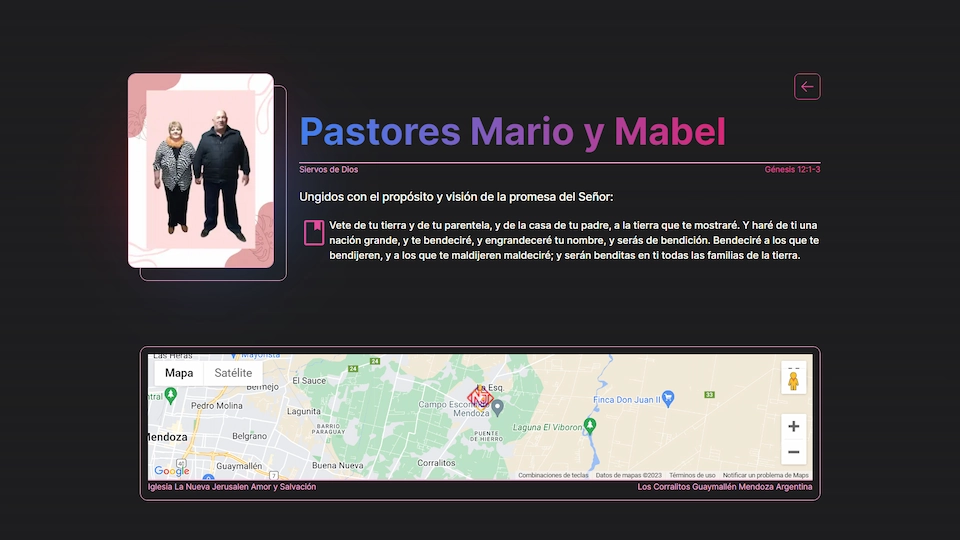 Pastores Mario y Mabel
Siervos de Dios
Génesis 12:1-3
Ungidos con el propósito y visión de la promesa del Señor:
Vete de tu tierra y de tu parentela, y de la casa de tu padre, a la tierra que te mostraré. Y haré de ti una
nación grande, y te bendeciré, y engrandeceré tu nombre, y serás de bendición. Bendeciré a los que te
bendijeren, y a los que te maldijeren maldeciré; y serán benditas en ti todas las familias de la tierra.
Las Heras
Mayorista
24
Mapa
Satélite
24
Bermejo
El Sauce
La Esq.
ntral
Pedro Molina
Lagunita
Campo Escon
Mendoza
NJ
Finca Don Juan II
33
BARRIO
PARAGUAY
Laguna El Viboron
Mendoza
Belgrano
PUENTE
DE HIERRO
Guaymallén
Buena Nueva
Corralitos
Google
Combinaciones de teclas
Datos de mapas ©2023
Términos de uso
Notificar un problema de Maps
Iglesia La Nueva Jerusalen Amor y Salvación
Los Corralitos Guaymallén Mendoza Argentina